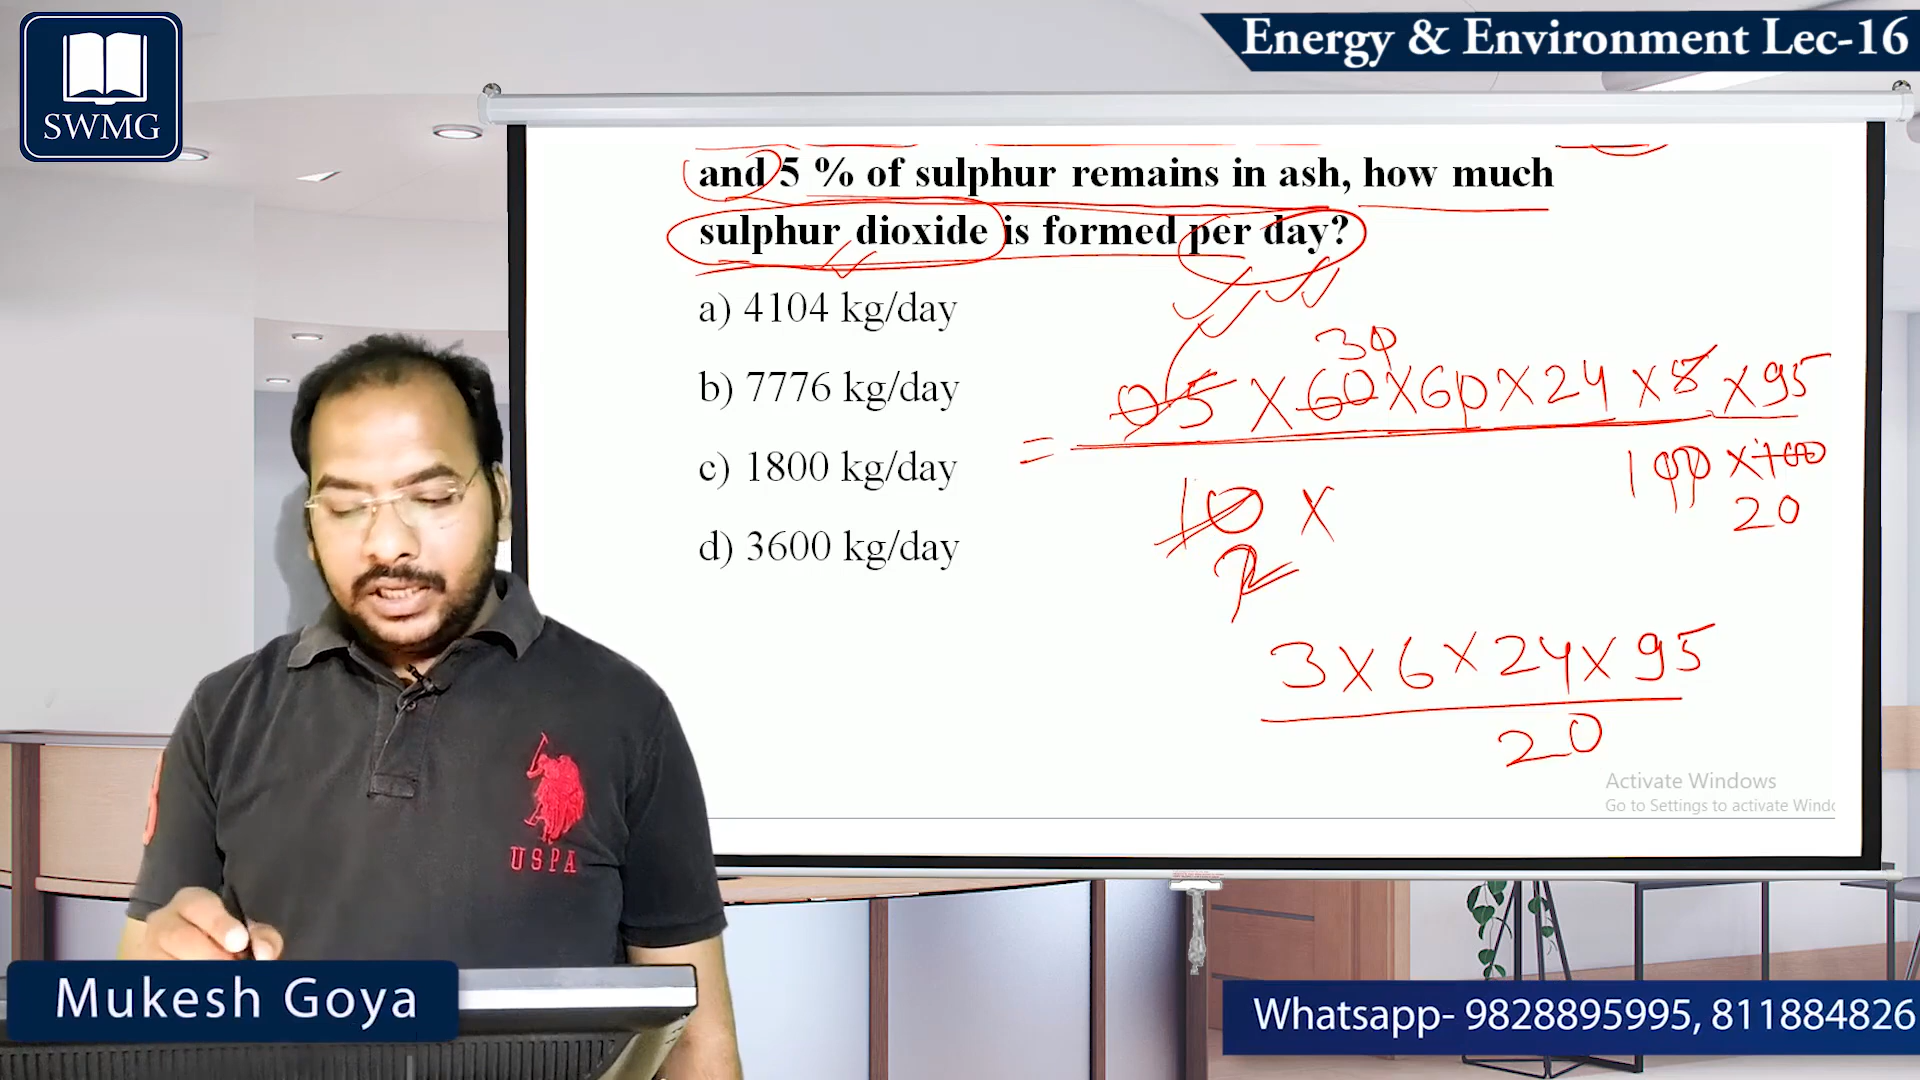 SWMG
Energy & Environment Lec-16
and 5 % of sulphur remains in ash, how much
sulphur dioxide is formed per day?
a) 4104 kg/day
b) 7776 kg/day
c) 1800 kg/day
d) 3600 kg/day
30
= 05 × 60 × 60 × 24 × 5 × 95
10 × 100 × 100
2 20
3 × 6 × 24 × 95
20
USPA
Activate Windows
Go to Settings to activate Windo
Mukesh Goya
Whatsapp- 9828895995, 811884826